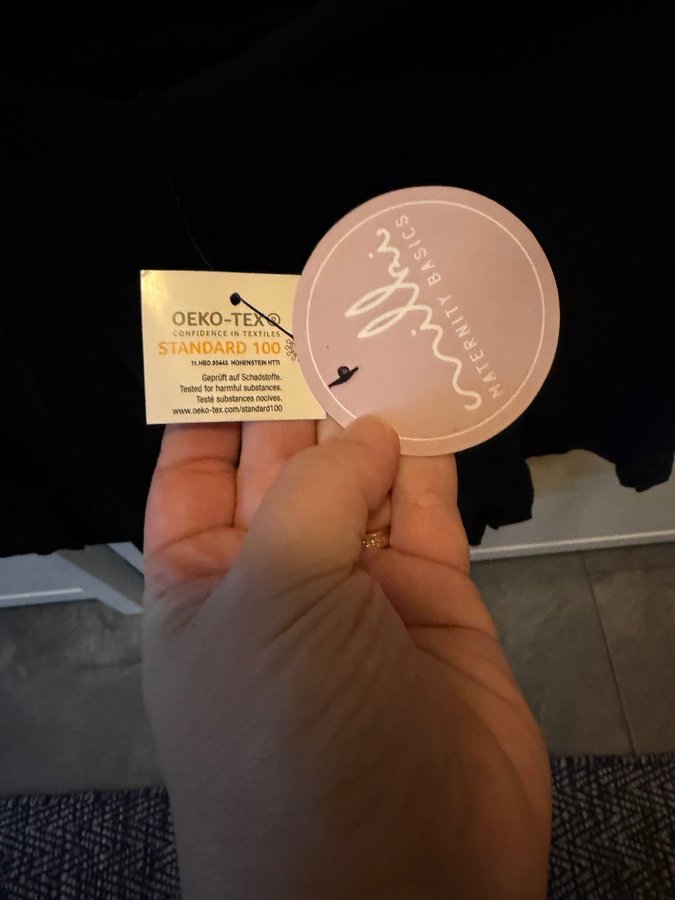 OEKO-TEX®
CONFIDENCE IN TEXTILES
STANDARD 100
11.HBD.95443 HOHENSTEIN HTTI
Geprüft auf Schadstoffe.
Tested for harmful substances.
Testé substances nocives.
www.oeko-tex.com/standard100
MATERNITY BASICS